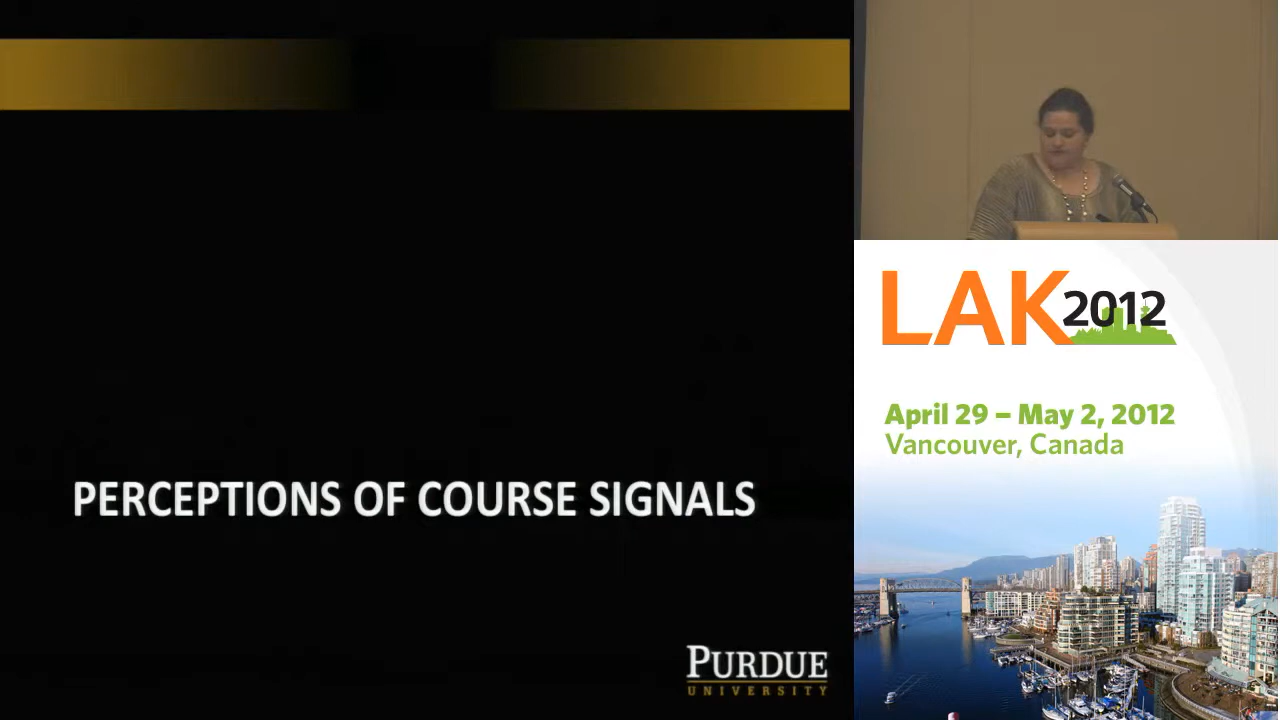 PERCEPTIONS OF COURSE SIGNALS
PURDUE
UNIVERSITY
LAK2012
April 29 – May 2, 2012
Vancouver, Canada